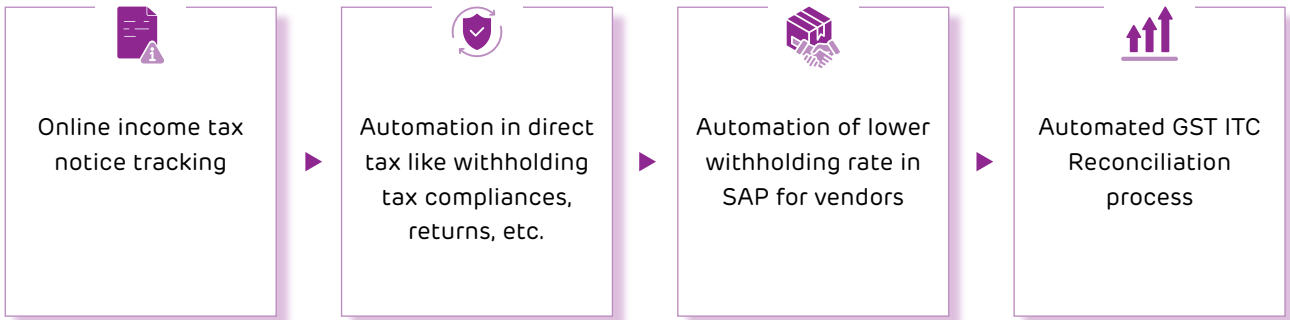 Online income tax
notice tracking
Automation in direct
tax like withholding
tax compliances,
returns, etc.
Automation of lower
withholding rate in
SAP for vendors
Automated GST ITC
Reconciliation
process